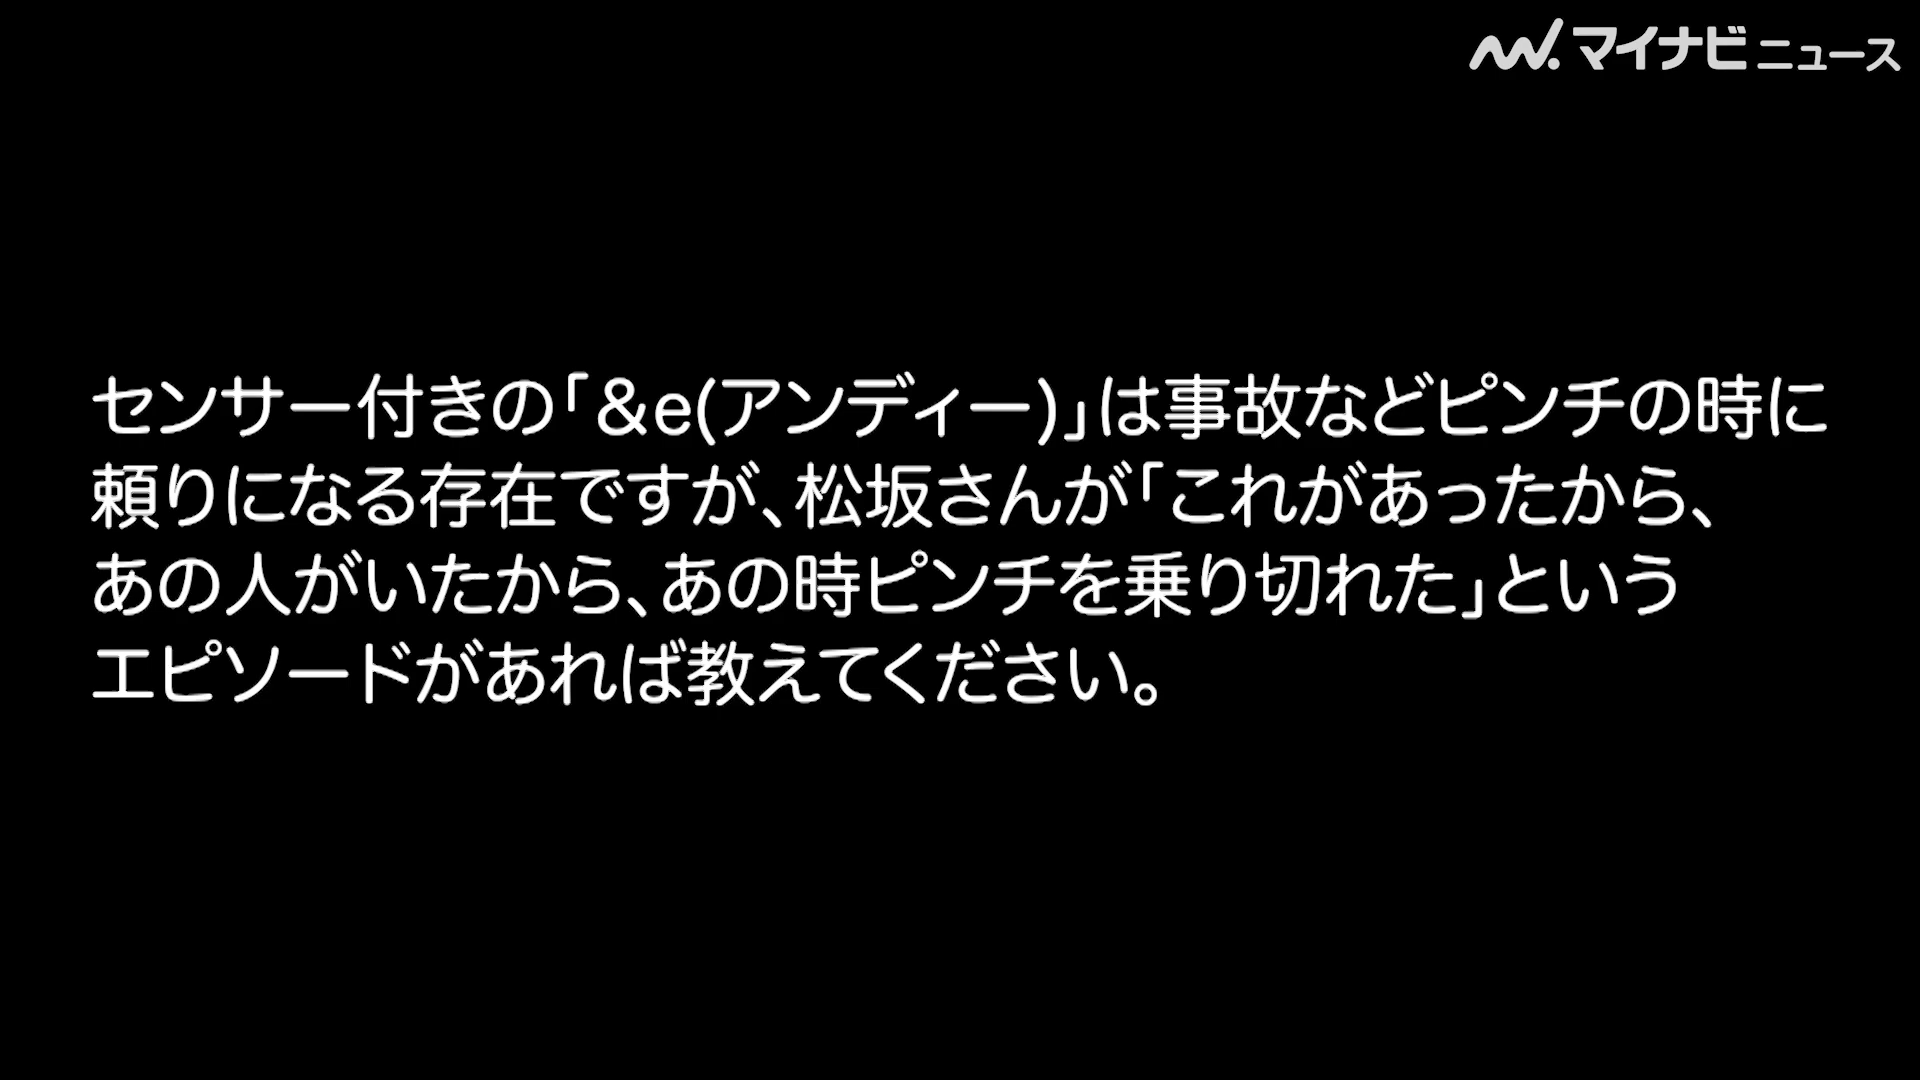 マイナビニュース
センサー付きの「&e(アンディー)」は事故などピンチの時に
頼りになる存在ですが、松坂さんが「これがあったから、
あの人がいたから、あの時ピンチを乗り切れた」という
エピソードがあれば教えてください。